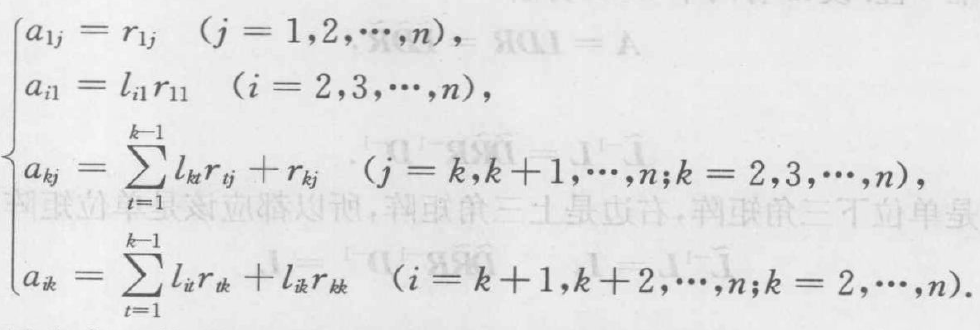 a_{1j} = r_{1j} (j = 1,2,⋯,n),
a_{i1} = l_{i1} r_{11} (i = 2,3,⋯,n),
a_{kj} = \sum_{t=1}^{k-1} l_{kt} r_{tj} + r_{kj} (j = k,k+1,⋯,n;k = 2,3,⋯,n),
a_{ik} = \sum_{t=1}^{k-1} l_{it} r_{tk} + l_{ik} r_{kk} (i = k+1,k+2,⋯,n;k = 2,⋯,n).